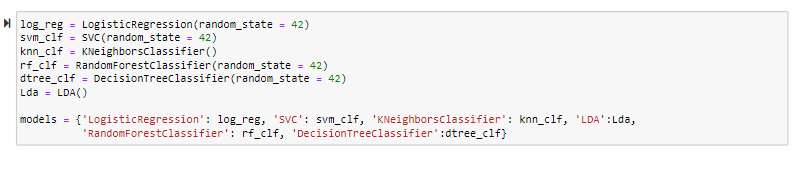 log_reg = LogisticRegression(random_state = 42)
svm_clf = SVC(random_state = 42)
knn_clf = KNeighborsClassifier()
rf_clf = RandomForestClassifier(random_state = 42)
dtree_clf = DecisionTreeClassifier(random_state = 42)
Lda = LDA()

models = {'LogisticRegression': log_reg, 'SVC': svm_clf, 'KNeighborsClassifier': knn_clf, 'LDA':Lda,
         'RandomForestClassifier': rf_clf, 'DecisionTreeClassifier':dtree_clf}